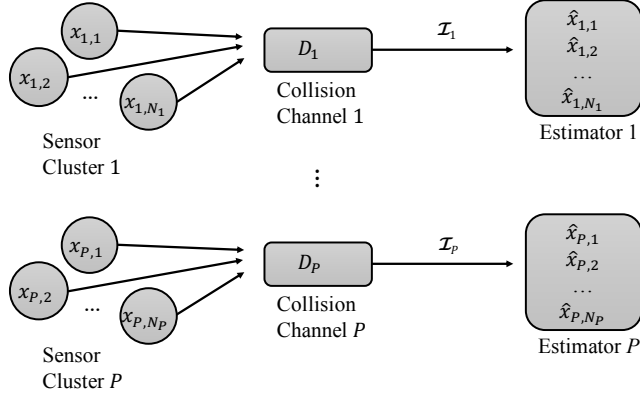 x_{1,1}
x_{1,2}
...
x_{1,N_1}
Sensor
Cluster 1
D_1
Collision
Channel 1
ℐ_1
x̂_{1,1}
x̂_{1,2}
...
x̂_{1,N_1}
Estimator 1
⋮
x_{P,1}
x_{P,2}
...
x_{P,N_P}
Sensor
Cluster P
D_P
Collision
Channel P
ℐ_p
x̂_{P,1}
x̂_{P,2}
...
x̂_{P,N_P}
Estimator P